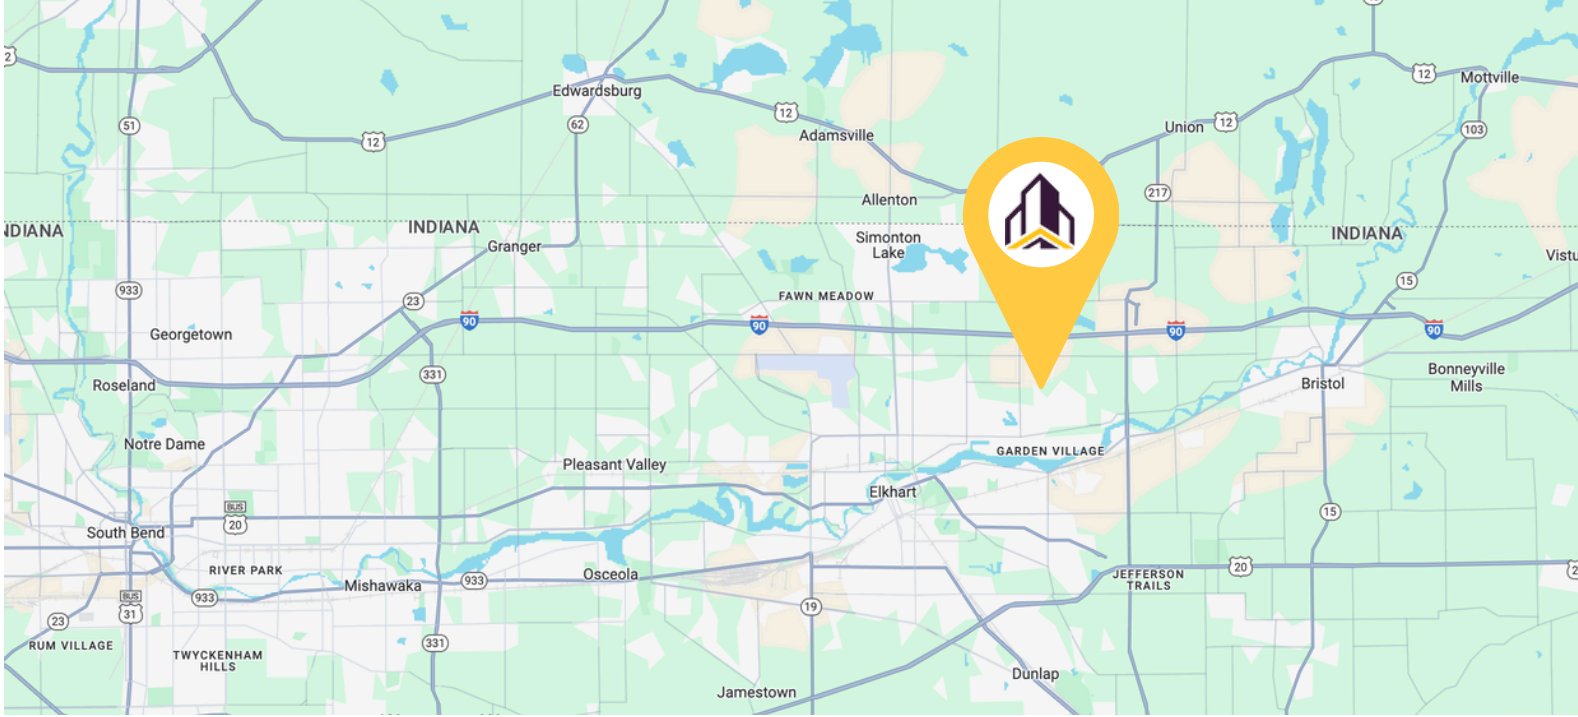 2
12
Mottville
Edwardsburg
12
51
62
12
Adamsville
Union
12
103
12
217
Allenton
NDIANA
INDIANA
INDIANA
Granger
Simonton
Lake
Vistu
933
23
15
FAWN MEADOW
90
90
90
90
Georgetown
331
Roseland
Bristol
Bonneyville
Mills
Notre Dame
Pleasant Valley
GARDEN VILLAGE
Elkhart
BUS
20
15
South Bend
RIVER PARK
Mishawaka
933
Osceola
20
2
JEFFERSON
TRAILS
BUS
31
933
19
23
RUM VILLAGE
331
TWYCKENHAM
HILLS
Dunlap
Jamestown